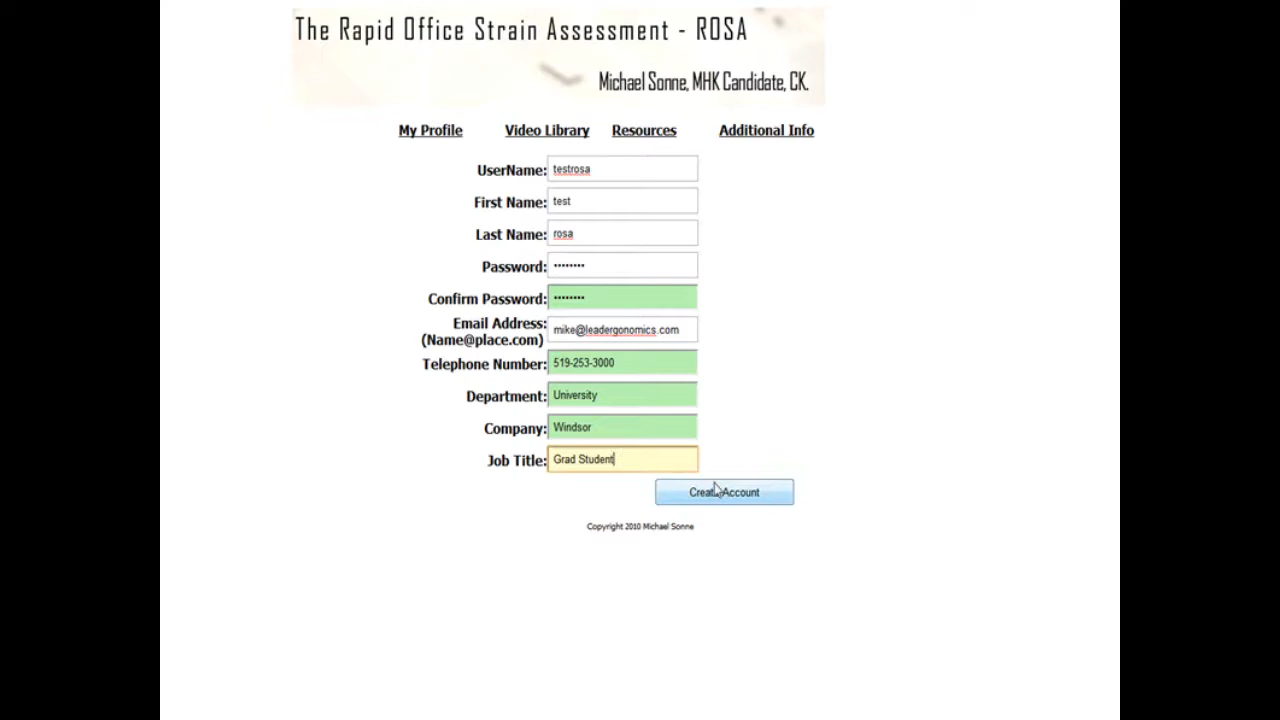 The Rapid Office Strain Assessment - ROSA
Michael Sonne, MHK Candidate, CK.
My Profile Video Library Resources Additional Info
UserName: testrosa
First Name: test
Last Name: rosa
Password: ••••••••
Confirm Password: ••••••••
Email Address:
(Name@place.com) mike@leadergonomics.com
Telephone Number: 519-253-3000
Department: University
Company: Windsor
Job Title: Grad Student
Create Account
Copyright 2010 Michael Sonne